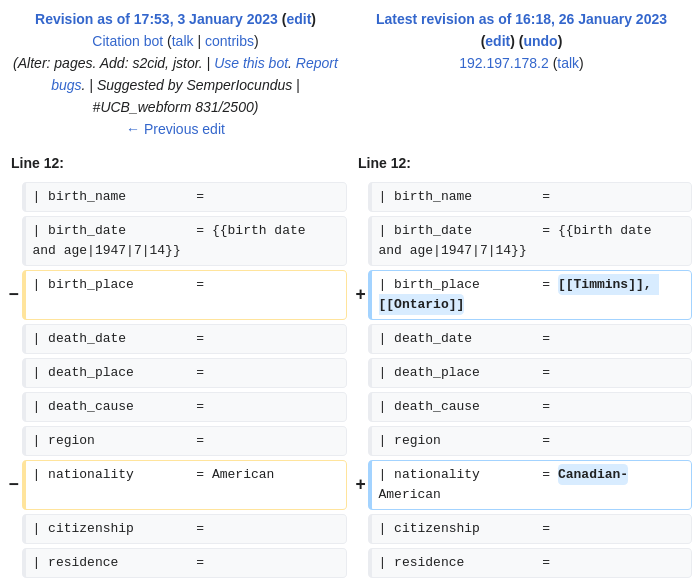 Revision as of 17:53, 3 January 2023 (edit)
Citation bot (talk | contribs)
(Alter: pages. Add: s2cid, jstor. | Use this bot. Report
bugs. | Suggested by SemperIocundus |
#UCB_webform 831/2500)
← Previous edit
Latest revision as of 16:18, 26 January 2023
(edit) (undo)
192.197.178.2 (talk)
Line 12:
Line 12:
| birth_name         =
| birth_name         =
| birth_date         = {{birth date
and age|1947|7|14}}
| birth_date         = {{birth date
and age|1947|7|14}}
− | birth_place        =
+ | birth_place        = [[Timmins]],
[[Ontario]]
| death_date         =
| death_date         =
| death_place        =
| death_place        =
| death_cause        =
| death_cause        =
| region             =
| region             =
− | nationality        = American
+ | nationality        = Canadian-
American
| citizenship        =
| citizenship        =
| residence          =
| residence          =